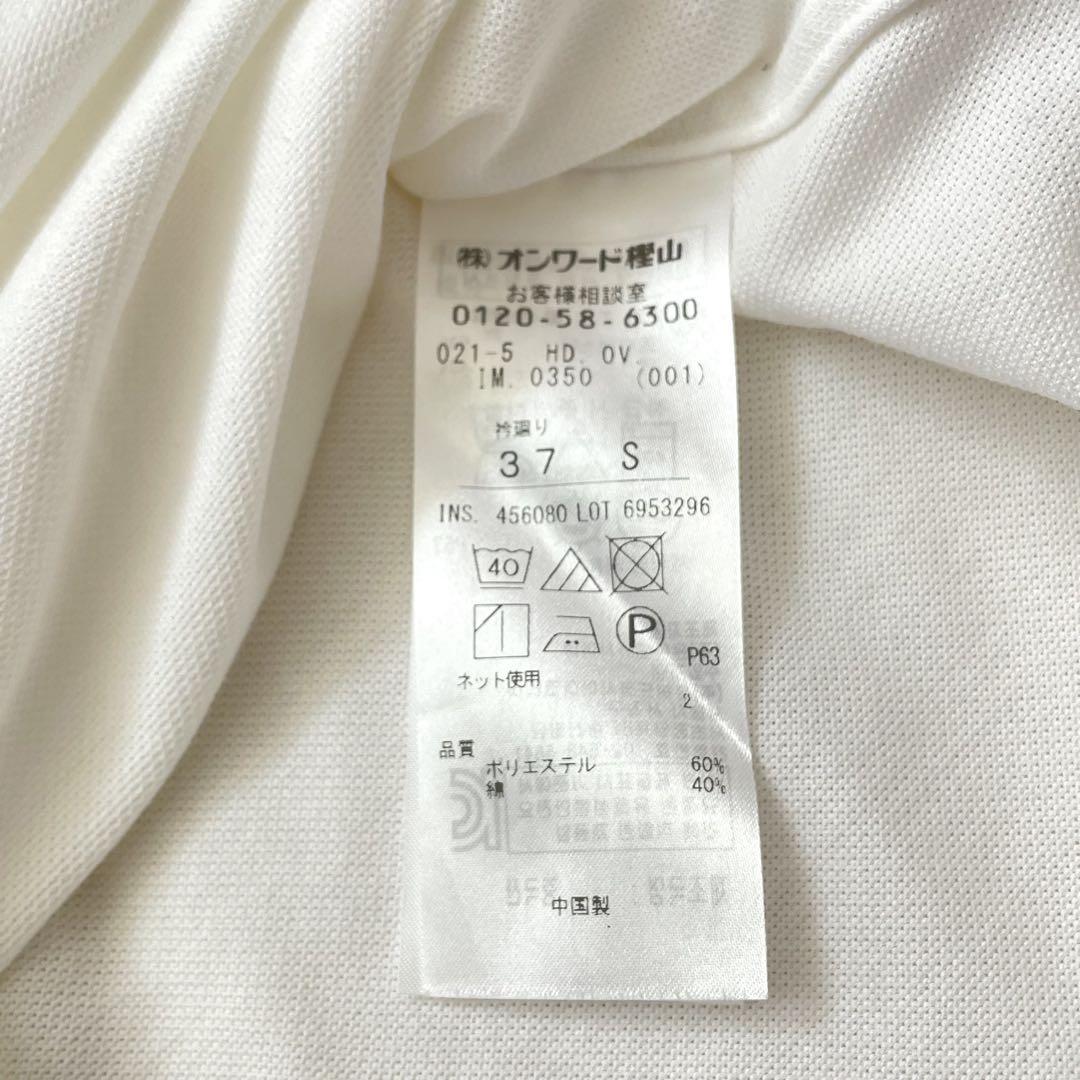 ㈱オンワード樫山
お客様相談室
0120-58-6300
021-5 HD. OV.
IM. 0350 (001)
衿廻り
37 S
INS. 456080 LOT 6953296
40
P
P63
ネット使用
2
品質
ポリエステル 60%
綿 40%
中国製